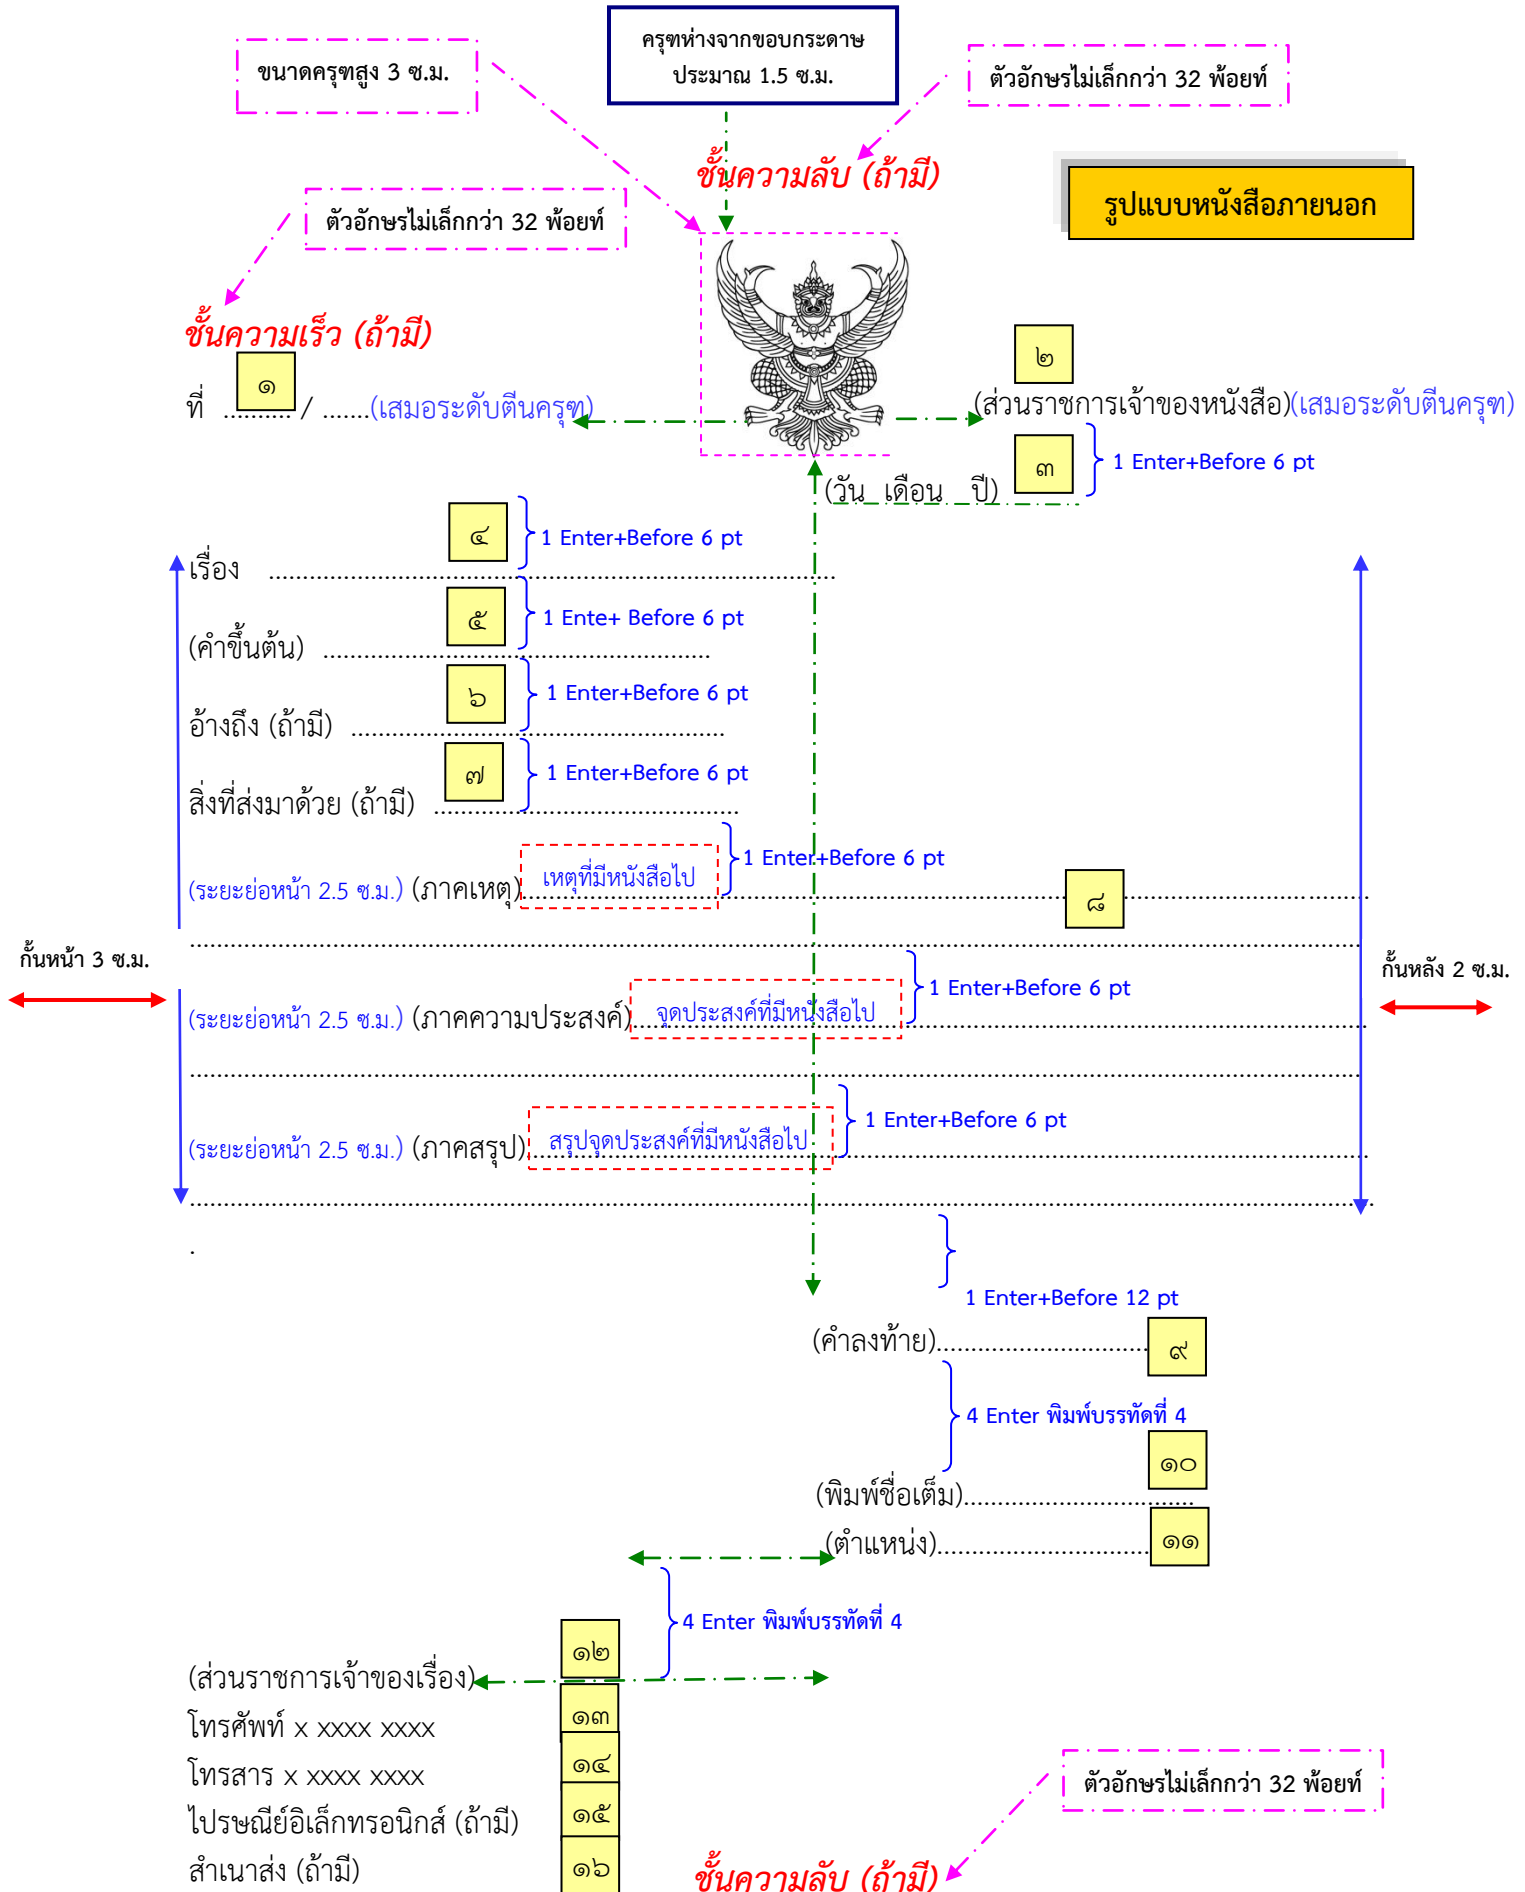 ครุฑห่างจากขอบกระดาษ
ประมาณ 1.5 ซ.ม.
ขนาดครุฑสูง 3 ซ.ม.
ตัวอักษรไม่เล็กกว่า 32 พ้อยท์
ชั้นความลับ (ถ้ามี)
รูปแบบหนังสือภายนอก
ตัวอักษรไม่เล็กกว่า 32 พ้อยท์
ชั้นความเร็ว (ถ้ามี)
๑
๒
ที่ .......... / .......(เสมอระดับตีนครุฑ)
(ส่วนราชการเจ้าของหนังสือ)(เสมอระดับตีนครุฑ)
๓
1 Enter+Before 6 pt
(วัน เดือน ปี)
๔
1 Enter+Before 6 pt
เรื่อง ....................................................................................
๕
1 Ente+ Before 6 pt
(คำขึ้นต้น) .........................................................
๖
1 Enter+Before 6 pt
อ้างถึง (ถ้ามี) .......................................................
๗
1 Enter+Before 6 pt
สิ่งที่ส่งมาด้วย (ถ้ามี) .............................................
1 Enter+Before 6 pt
(ระยะย่อหน้า 2.5 ซ.ม.) (ภาคเหตุ) เหตุที่มีหนังสือไป ........................ ๘ ........................
................................................................................
กั้นหน้า 3 ซ.ม.
กั้นหลัง 2 ซ.ม.
1 Enter+Before 6 pt
(ระยะย่อหน้า 2.5 ซ.ม.) (ภาคความประสงค์) จุดประสงค์ที่มีหนังสือไป ................................
................................................................................
1 Enter+Before 6 pt
(ระยะย่อหน้า 2.5 ซ.ม.) (ภาคสรุป) สรุปจุดประสงค์ที่มีหนังสือไป ................................
................................................................................
.
1 Enter+Before 12 pt
(คำลงท้าย)............................... ๙
4 Enter พิมพ์บรรทัดที่ 4
๑๐
(พิมพ์ชื่อเต็ม)..................................
(ตำแหน่ง)............................... ๑๑
4 Enter พิมพ์บรรทัดที่ 4
๑๒
(ส่วนราชการเจ้าของเรื่อง)
โทรศัพท์ x xxxx xxxx ๑๓
โทรสาร x xxxx xxxx ๑๔
ตัวอักษรไม่เล็กกว่า 32 พ้อยท์
ไปรษณีย์อิเล็กทรอนิกส์ (ถ้ามี) ๑๕
สำเนาส่ง (ถ้ามี) ๑๖
ชั้นความลับ (ถ้ามี)